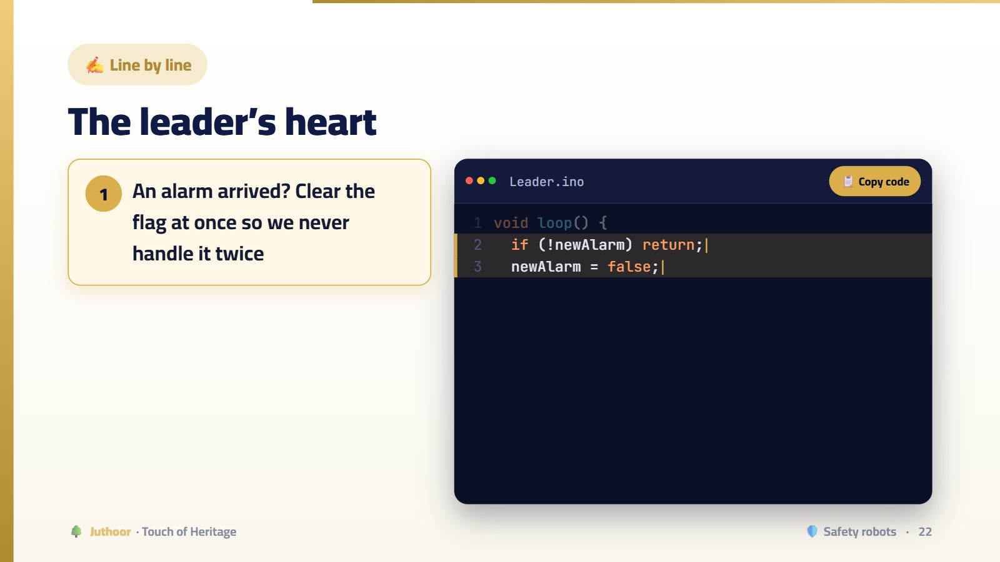 ✍️ Line by line
The leader’s heart
1
An alarm arrived? Clear the
flag at once so we never
handle it twice
Leader.ino
📋 Copy code
1 void loop() {
2 if (!newAlarm) return;
3 newAlarm = false;
🌳 Juthoor · Touch of Heritage
🛡️ Safety robots · 22